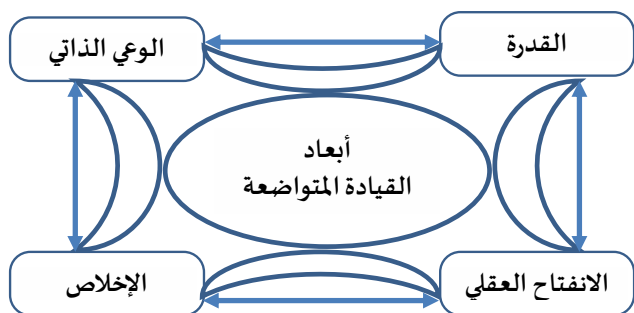 القدرة
الوعي الذاتي
أبعاد
القيادة المتواضعة
الانفتاح العقلي
الإخلاص